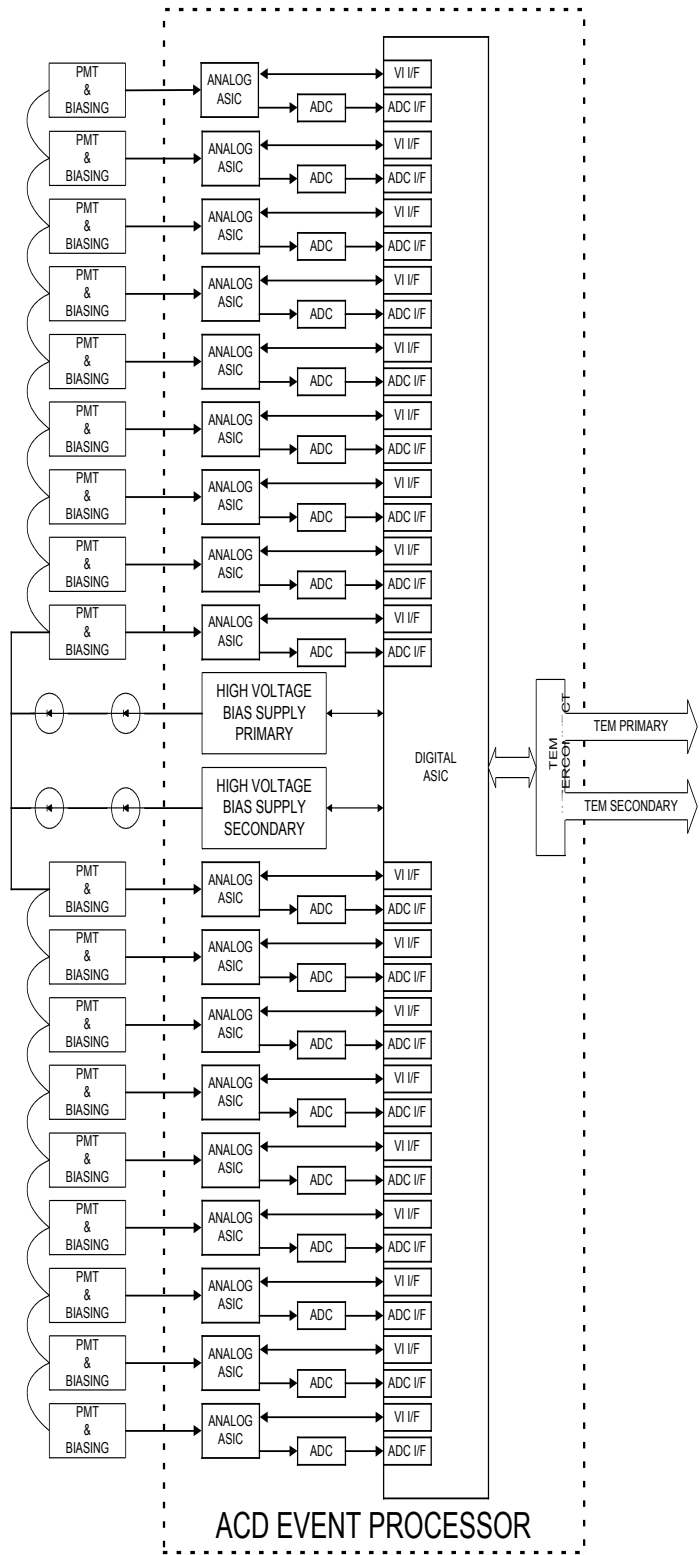 PMT
&
BIASING
ANALOG
ASIC
ADC
VI I/F
ADC I/F
PMT
&
BIASING
ANALOG
ASIC
ADC
VI I/F
ADC I/F
PMT
&
BIASING
ANALOG
ASIC
ADC
VI I/F
ADC I/F
PMT
&
BIASING
ANALOG
ASIC
ADC
VI I/F
ADC I/F
PMT
&
BIASING
ANALOG
ASIC
ADC
VI I/F
ADC I/F
PMT
&
BIASING
ANALOG
ASIC
ADC
VI I/F
ADC I/F
PMT
&
BIASING
ANALOG
ASIC
ADC
VI I/F
ADC I/F
PMT
&
BIASING
ANALOG
ASIC
ADC
VI I/F
ADC I/F
PMT
&
BIASING
ANALOG
ASIC
ADC
VI I/F
ADC I/F
HIGH VOLTAGE
BIAS SUPPLY
PRIMARY
HIGH VOLTAGE
BIAS SUPPLY
SECONDARY
DIGITAL
ASIC
TEM
TEM PRIMARY
TEM SECONDARY
PMT
&
BIASING
ANALOG
ASIC
ADC
VI I/F
ADC I/F
PMT
&
BIASING
ANALOG
ASIC
ADC
VI I/F
ADC I/F
PMT
&
BIASING
ANALOG
ASIC
ADC
VI I/F
ADC I/F
PMT
&
BIASING
ANALOG
ASIC
ADC
VI I/F
ADC I/F
PMT
&
BIASING
ANALOG
ASIC
ADC
VI I/F
ADC I/F
PMT
&
BIASING
ANALOG
ASIC
ADC
VI I/F
ADC I/F
PMT
&
BIASING
ANALOG
ASIC
ADC
VI I/F
ADC I/F
PMT
&
BIASING
ANALOG
ASIC
ADC
VI I/F
ADC I/F
PMT
&
BIASING
ANALOG
ASIC
ADC
VI I/F
ADC I/F
ACD EVENT PROCESSOR